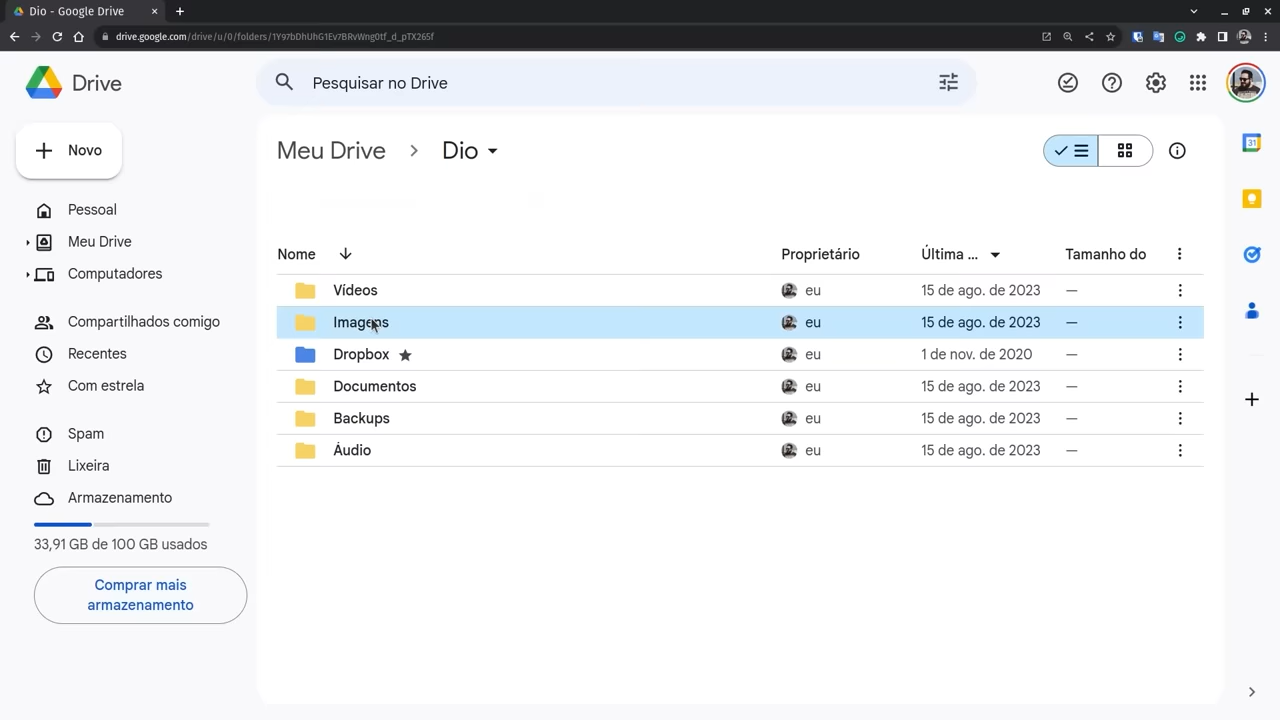 Dio - Google Drive
drive.google.com/drive/u/0/folders/1Y97bDhUhG1Ev7BRvWng0tf_d_pTX265f
Drive
Pesquisar no Drive
Novo
Meu Drive
Dio
31
Pessoal
Meu Drive
Computadores
Compartilhados comigo
Recentes
Com estrela
Spam
Lixeira
Armazenamento
33,91 GB de 100 GB usados
Comprar mais
armazenamento
Nome Proprietário Última ... Tamanho do
Vídeos eu 15 de ago. de 2023 —
Imagens eu 15 de ago. de 2023 —
Dropbox eu 1 de nov. de 2020 —
Documentos eu 15 de ago. de 2023 —
Backups eu 15 de ago. de 2023 —
Áudio eu 15 de ago. de 2023 —